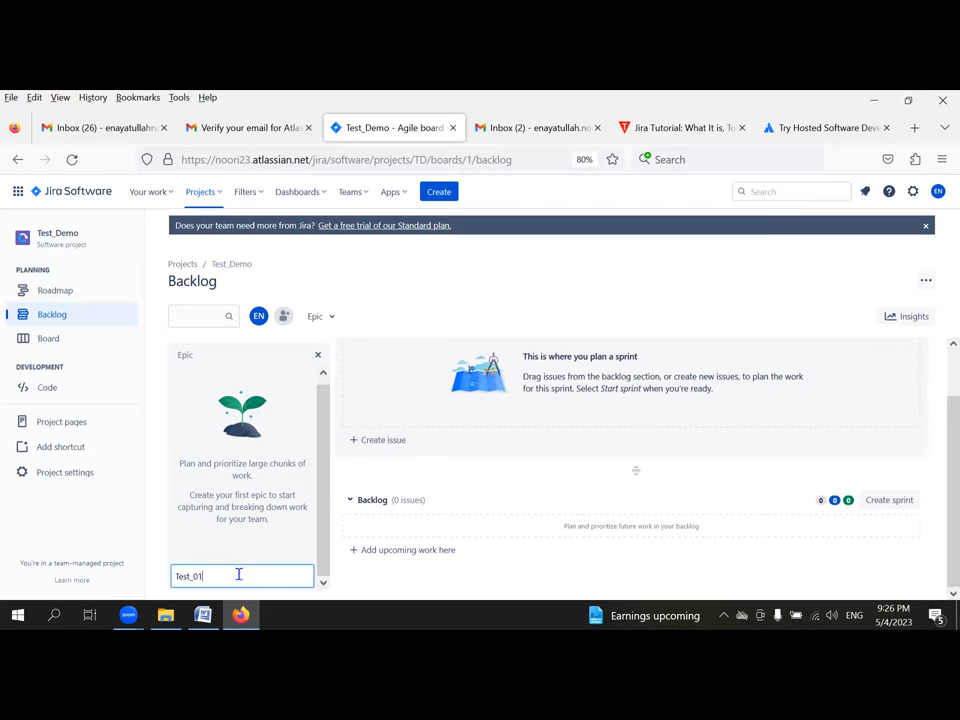 File Edit View History Bookmarks Tools Help
Inbox (26) - enayatullahn
Verify your email for Atlas
Test_Demo - Agile board
Inbox (2) - enayatullah.no
Jira Tutorial: What It is, To
Try Hosted Software Deve
https://noori23.atlassian.net/jira/software/projects/TD/boards/1/backlog
80%
Search
Jira Software
Your work
Projects
Filters
Dashboards
Teams
Apps
Create
Search
EN
Does your team need more from Jira? Get a free trial of our Standard plan.
Test_Demo
Software project
PLANNING
Roadmap
Backlog
Board
DEVELOPMENT
Code
Project pages
Add shortcut
Project settings
You're in a team-managed project
Learn more
Projects / Test_Demo
Backlog
EN
Epic
Insights
Epic
Plan and prioritize large chunks of
work.
Create your first epic to start
capturing and breaking down work
for your team.
Test_01
This is where you plan a sprint
Drag issues from the backlog section, or create new issues, to plan the work
for this sprint. Select Start sprint when you're ready.
+ Create issue
Backlog (0 issues)
0 0 0
Create sprint
Plan and prioritize future work in your backlog
+ Add upcoming work here
zoom
Earnings upcoming
ENG
9:26 PM
5/4/2023
5